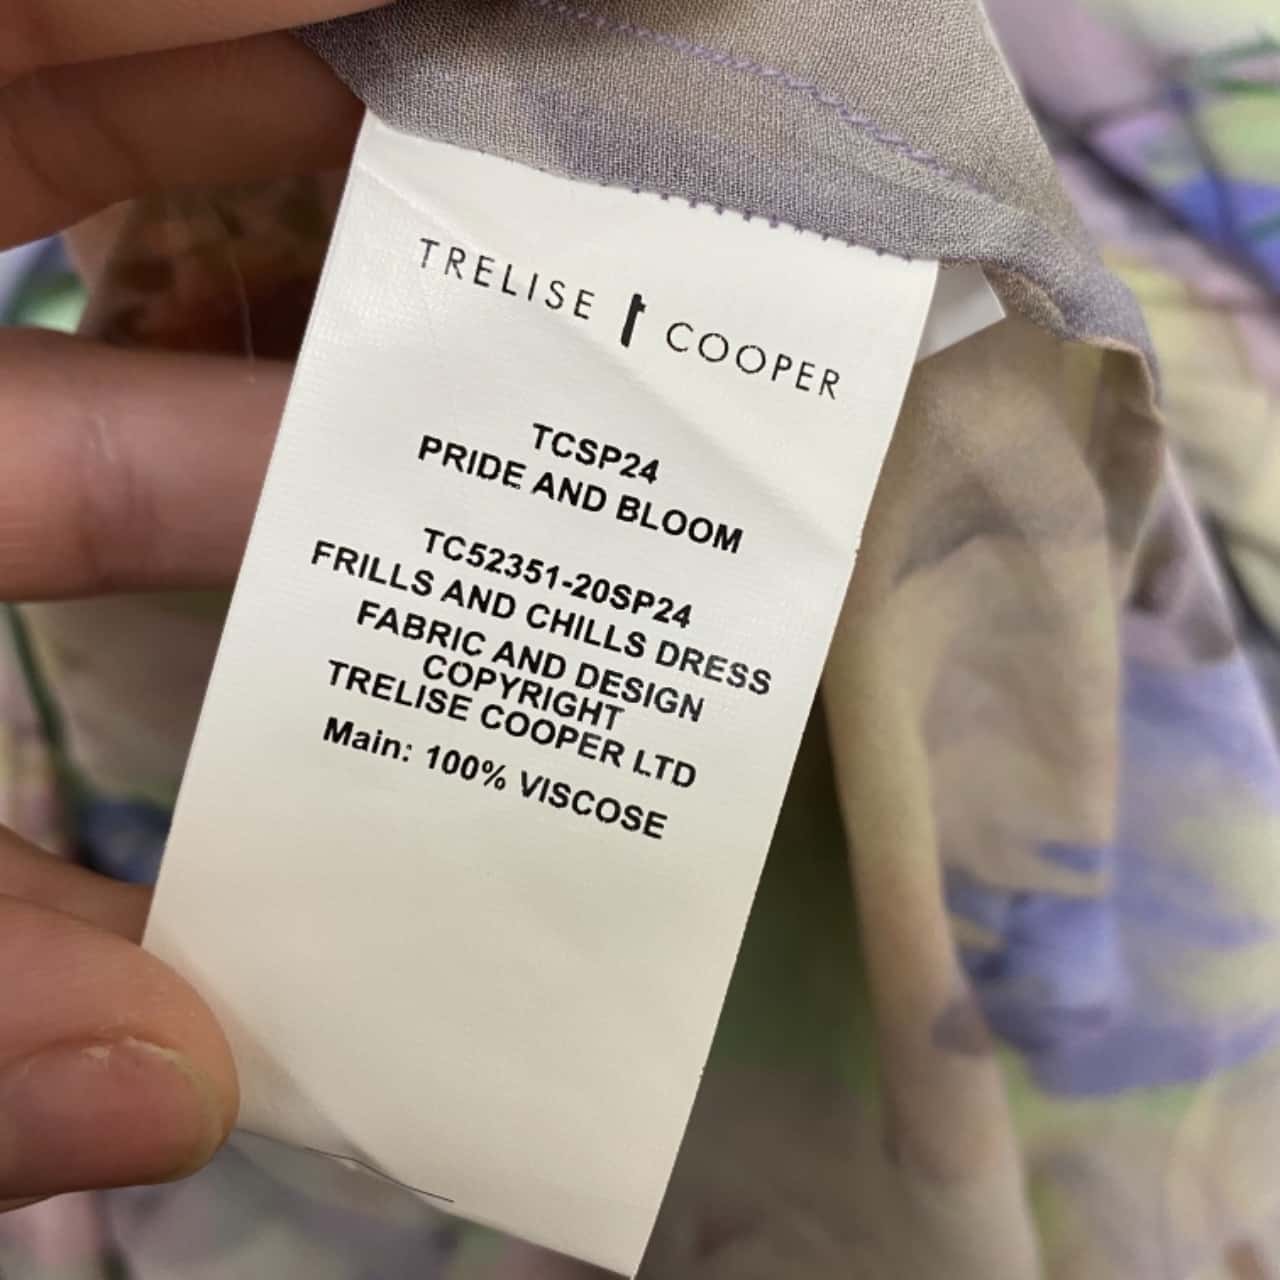 TRELISE COOPER
TCSP24
PRIDE AND BLOOM
TC52351-20SP24
FRILLS AND CHILLS DRESS
FABRIC AND DESIGN
COPYRIGHT
TRELISE COOPER LTD
Main: 100% VISCOSE